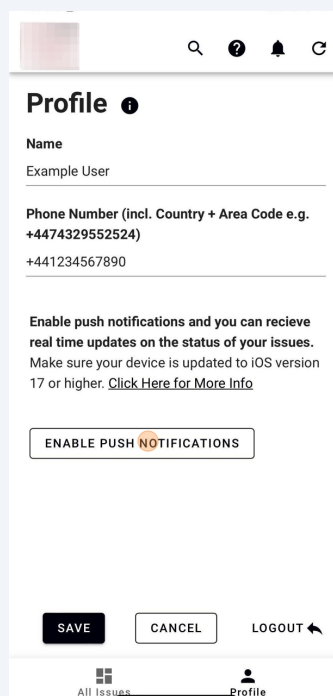 Profile
Name
Example User
Phone Number (incl. Country + Area Code e.g.
+4474329552524)
+441234567890
Enable push notifications and you can recieve
real time updates on the status of your issues.
Make sure your device is updated to iOS version
17 or higher. Click Here for More Info
ENABLE PUSH NOTIFICATIONS
SAVE CANCEL LOGOUT
All Issues Profile